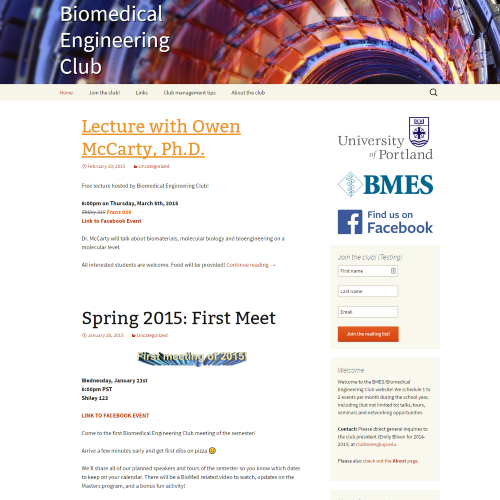 Biomedical
Engineering
Club
Home Join the club! Links Club management tips About the club
Lecture with Owen
McCarty, Ph.D.
February 10, 2015 Uncategorized
Free lecture hosted by Biomedical Engineering Club!
6:00pm on Thursday, March 5th, 2015
Shiley 319 Franz 034
Link to Facebook Event
Dr. McCarty will talk about biomaterials, molecular biology and bioengineering on a
molecular level.
All interested students are welcome. Food will be provided! Continue reading →
Spring 2015: First Meet
January 20, 2015 Uncategorized
First meeting of 2015!
Wednesday, January 21st
6:00pm PST
Shiley 123
LINK TO FACEBOOK EVENT
Come to the first Biomedical Engineering Club meeting of the semester!
Arrive a few minutes early and get first dibs on pizza
We'll share all of our planned speakers and tours of the semester so you know which dates
to keep on your calendar. There will be a BioMed related video to watch, updates on the
Masters program, and a bonus fun activity!
University
of Portland
BMES
Find us on
Facebook
Join the club! (Testing)
First name
Last name
Email
Join the mailing list!
Welcome
Welcome to the BMES/Biomedical
Engineering Club website! We schedule 1 to
2 events per month during the school year,
including (but not limited to) talks, tours,
seminars and networking opportunities.
Contact: Please direct general inquiries to
the club president (Emily Bliven for 2014-
2015) at clubbmes@up.edu.
Please also check out the About page.